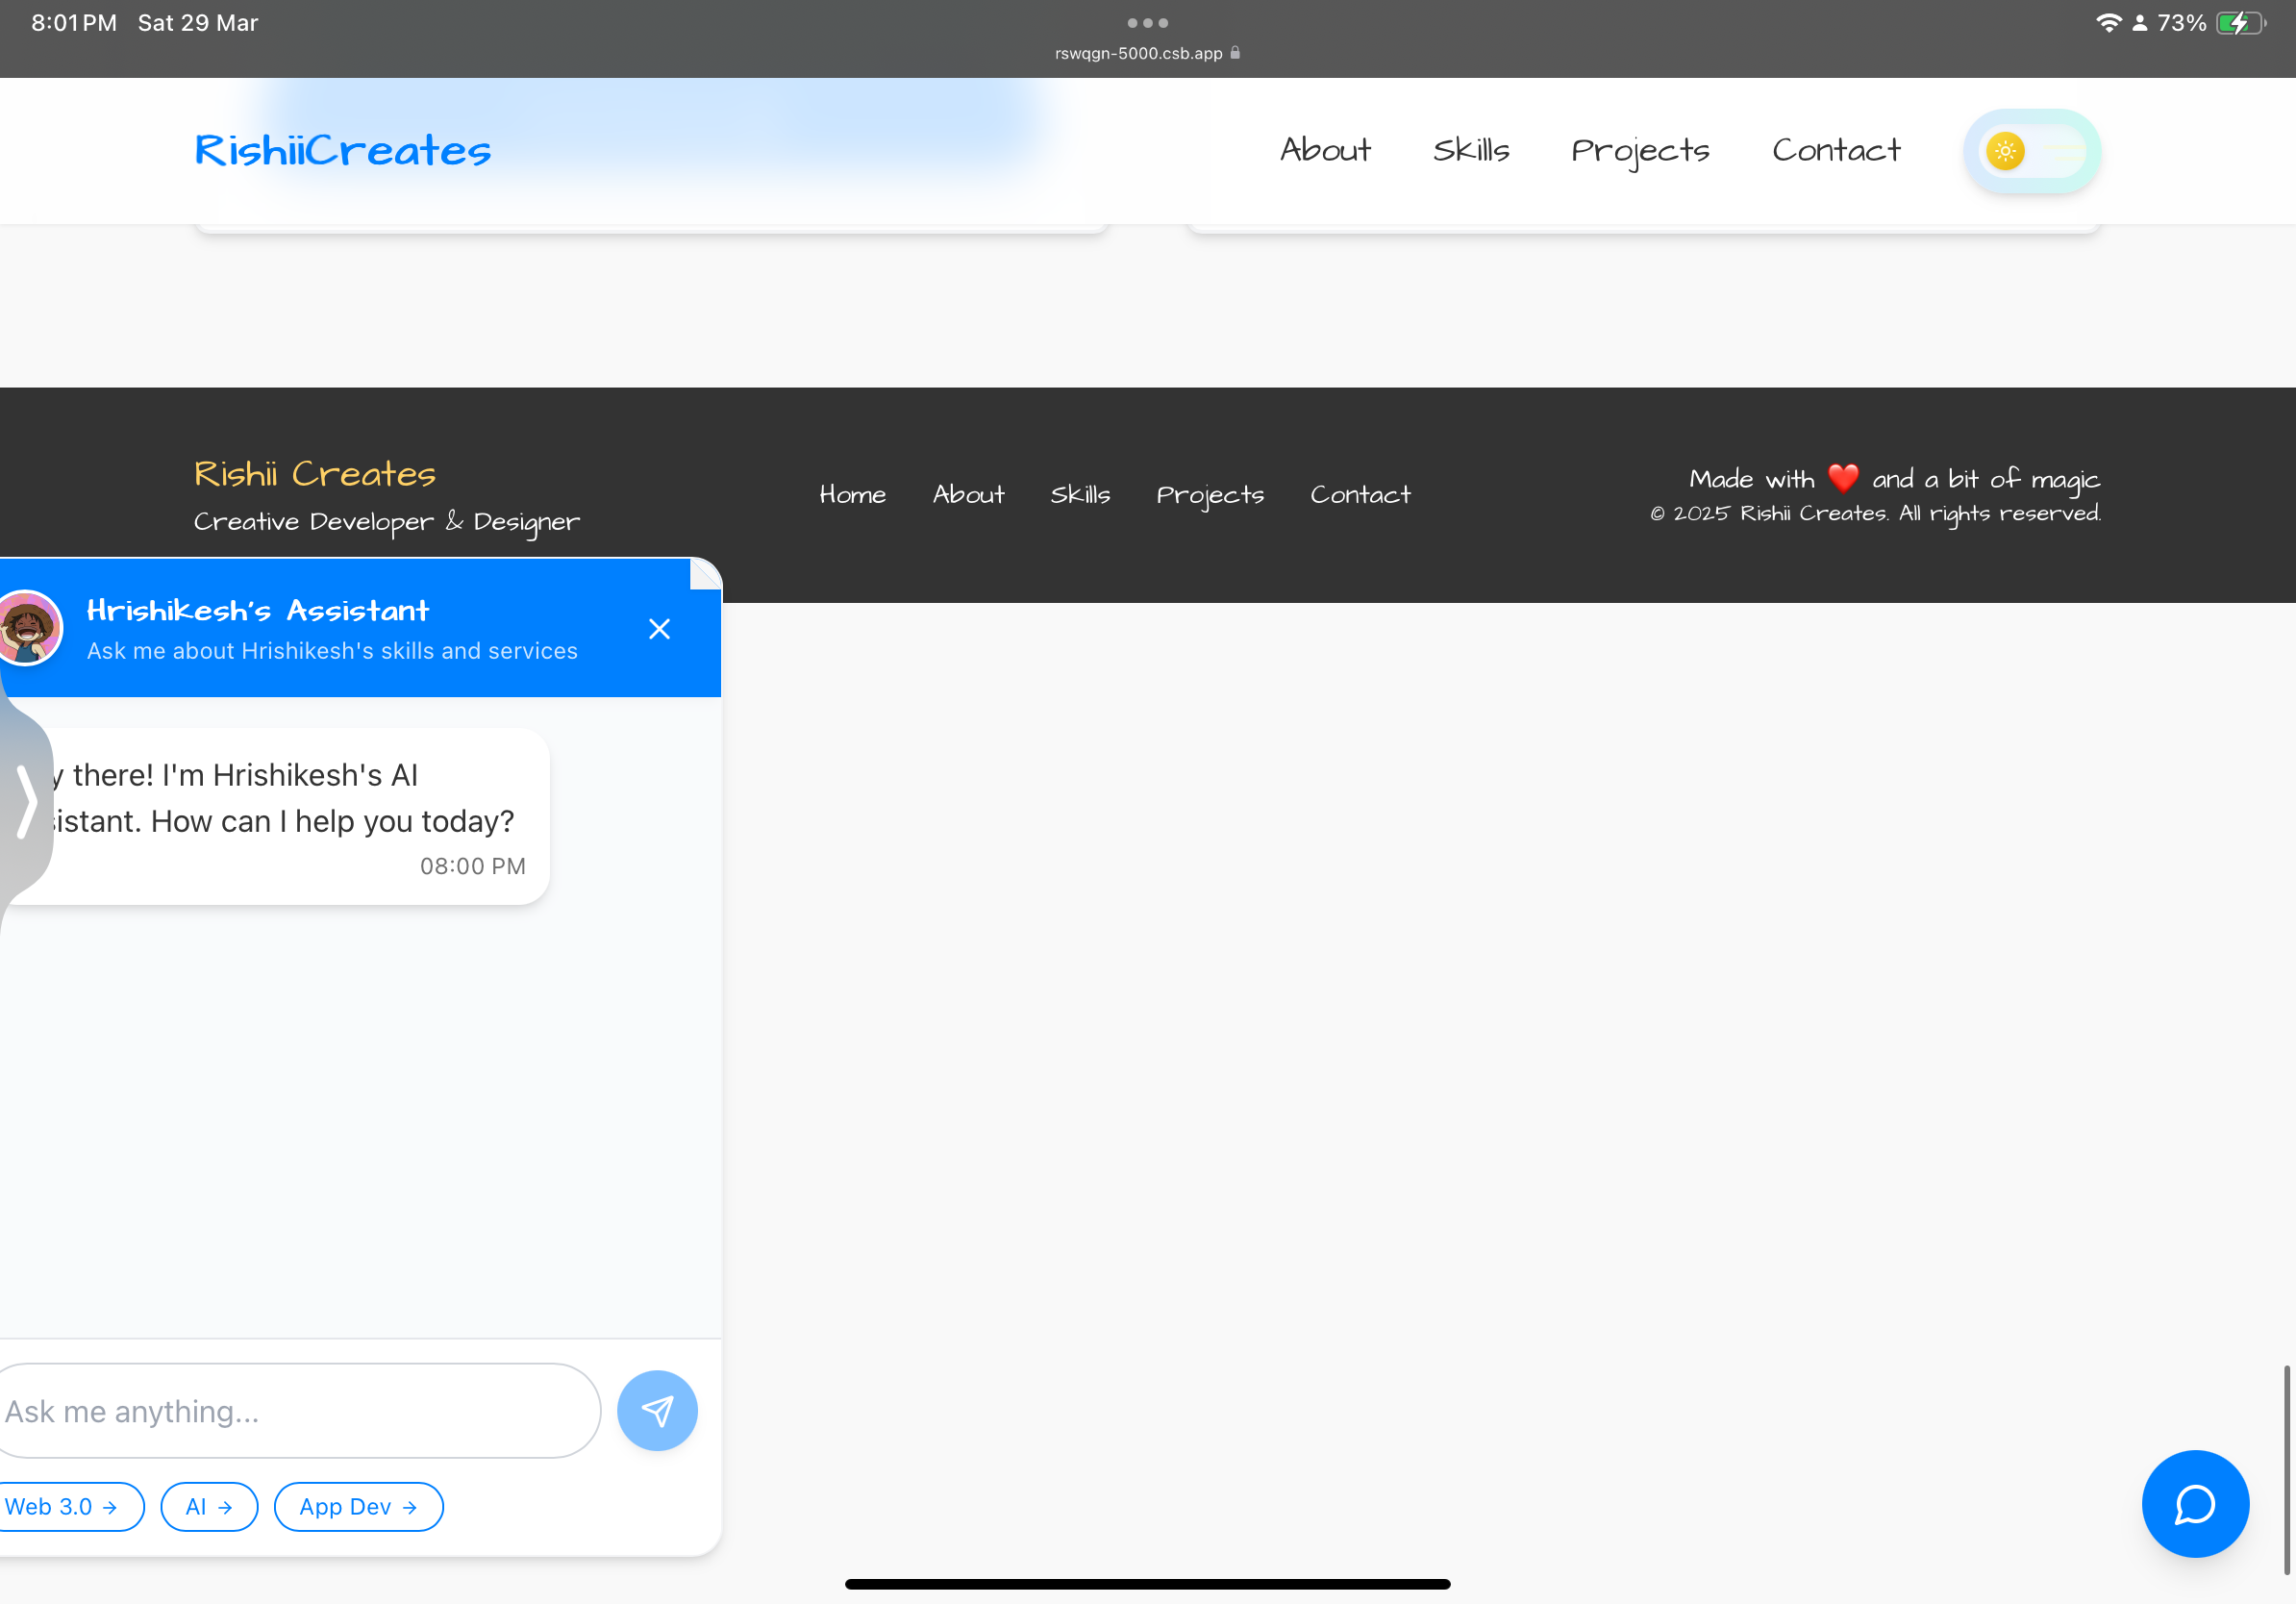 8:01 PM Sat 29 Mar
73%
rswqgn-5000.csb.app
RishiiCreates
About Skills Projects Contact
Rishii Creates
Creative Developer & Designer
Home About Skills Projects Contact
Made with ❤️ and a bit of magic
© 2025 Rishii Creates. All rights reserved.
Hrishikesh's Assistant
Ask me about Hrishikesh's skills and services
y there! I'm Hrishikesh's AI
istant. How can I help you today?
08:00 PM
Ask me anything...
Web 3.0 →
AI →
App Dev →